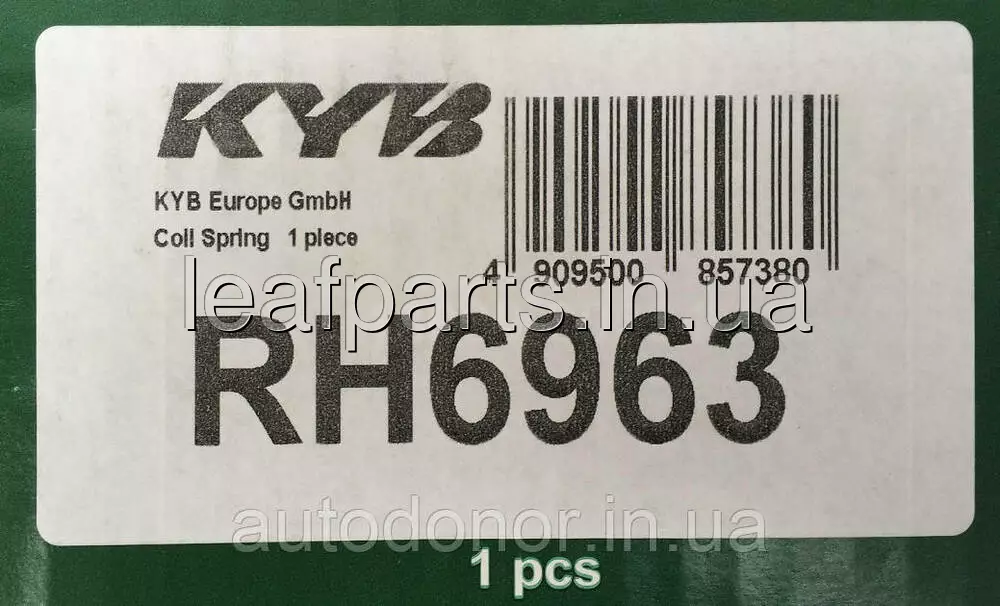 KYB
KYB Europe GmbH
Coil Spring 1 piece
4 909500 857380
leafparts.in.ua
RH6963
autodonor.in.ua
1 pcs